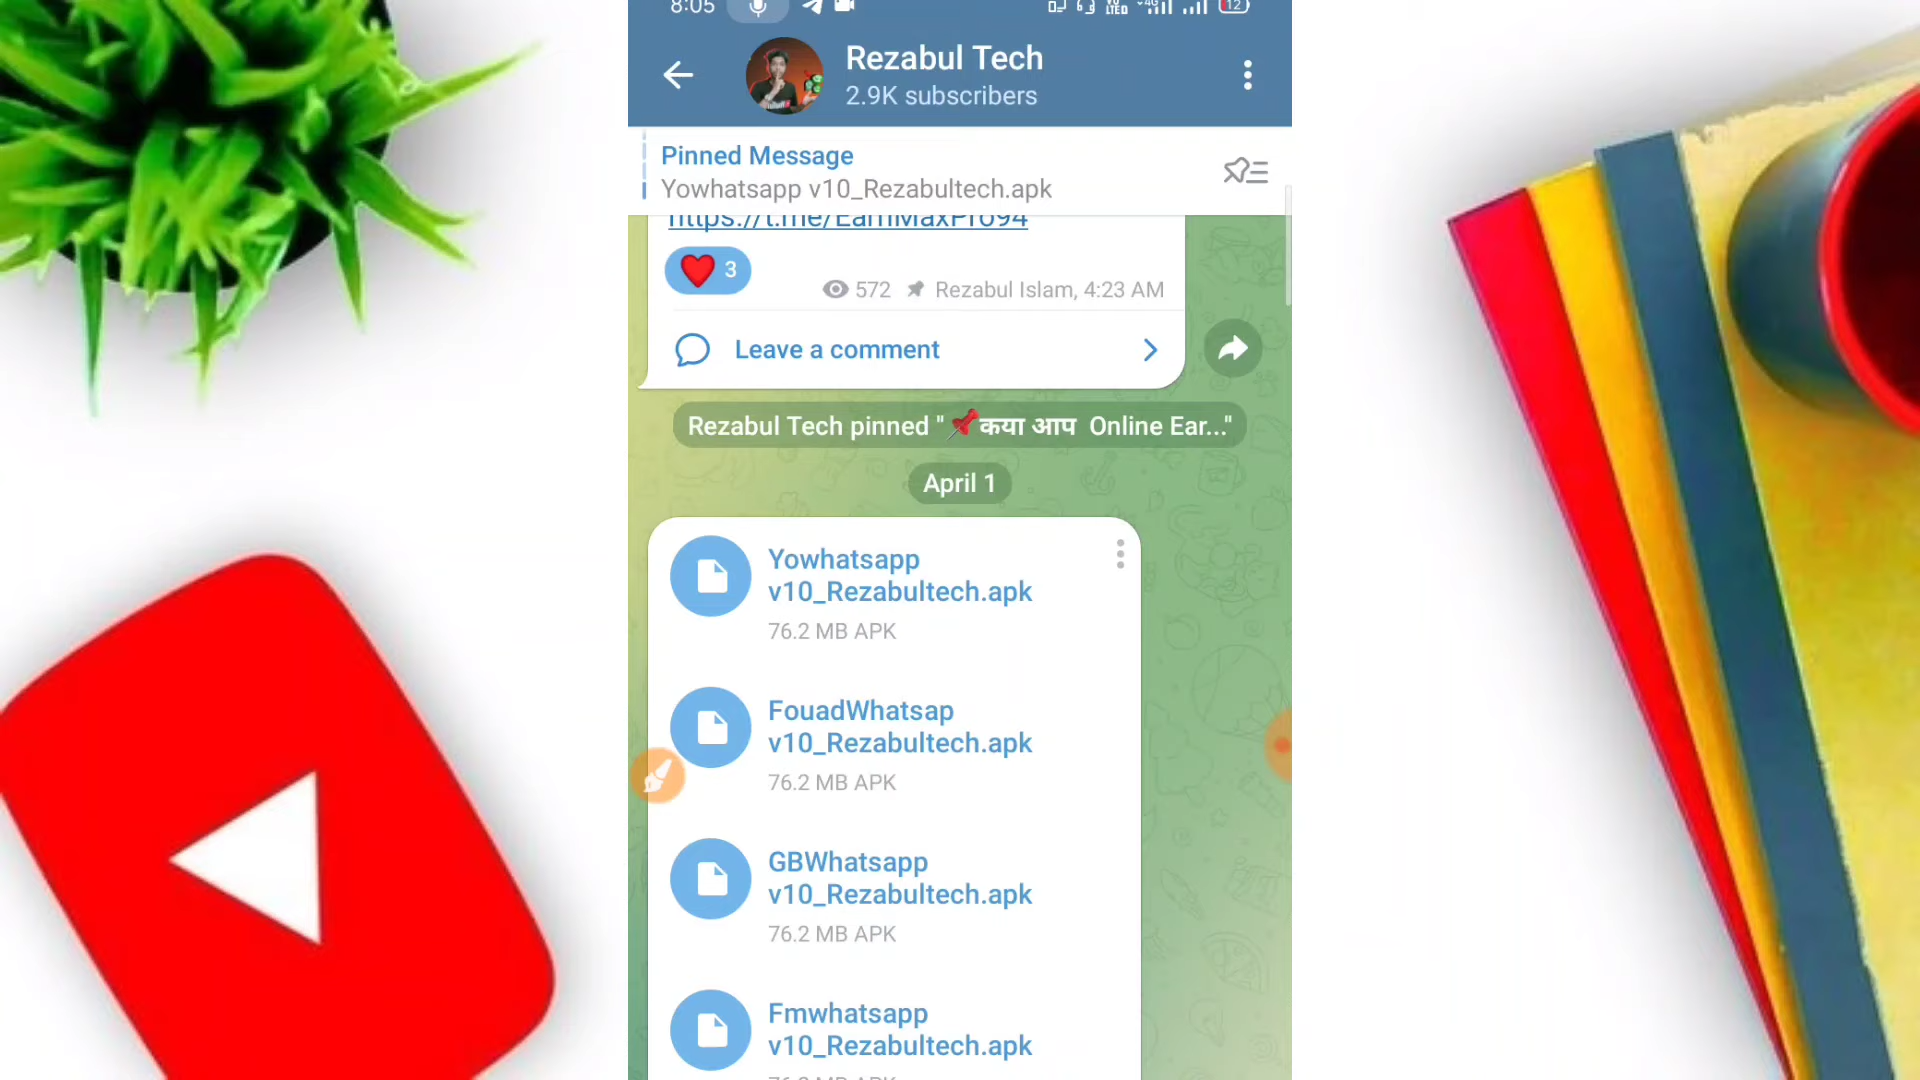 8:05
12
Rezabul Tech
2.9K subscribers
Pinned Message
Yowhatsapp v10_Rezabultech.apk
https://t.me/EarnMaxPro94
3
572 Rezabul Islam, 4:23 AM
Leave a comment
Rezabul Tech pinned "📌कया आप Online Ear..."
April 1
Yowhatsapp
v10_Rezabultech.apk
76.2 MB APK
FouadWhatsap
v10_Rezabultech.apk
76.2 MB APK
GBWhatsapp
v10_Rezabultech.apk
76.2 MB APK
Fmwhatsapp
v10_Rezabultech.apk